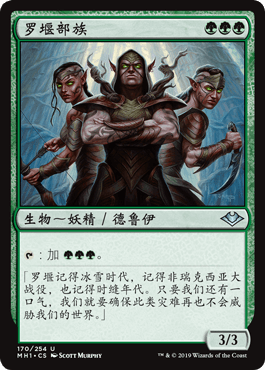 罗堰部族
生物～妖精／德鲁伊
：加。
「罗堰记得冰雪时代，记得非瑞克西亚大
战役，也记得时缝年代。只要我们还有一
口气，我们就要确保此类灾难再也不会威
胁我们的世界。」
3/3
170/254 U
MH1 • CS SCOTT MURPHY
™ & © 2019 Wizards of the Coast